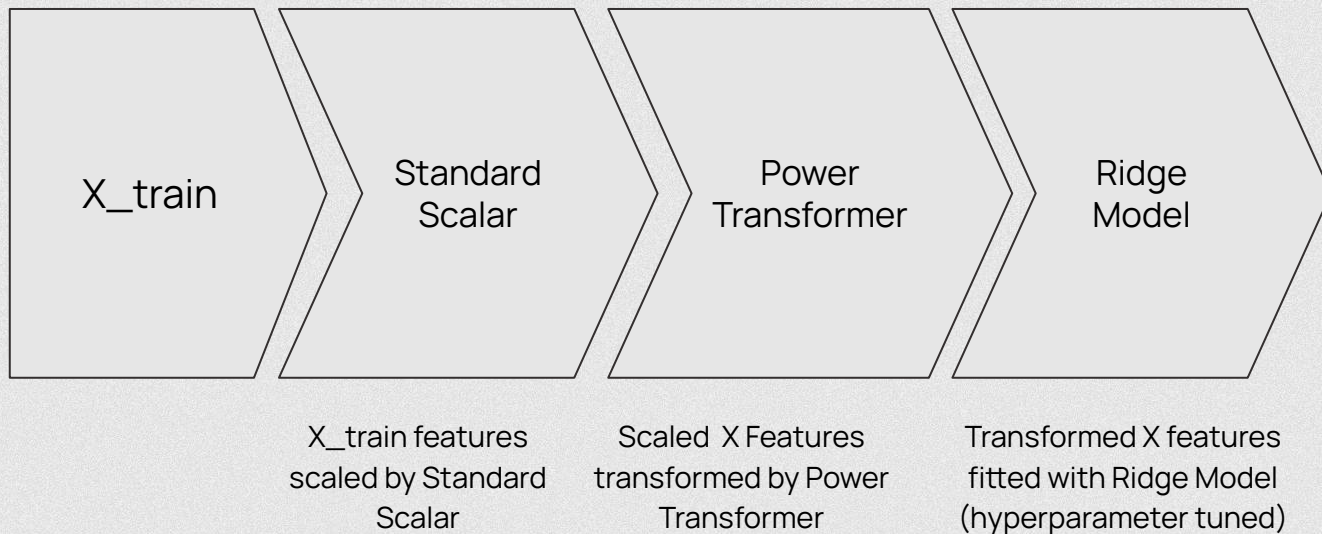 X_train
Standard
Scalar
Power
Transformer
Ridge
Model
X_train features
scaled by Standard
Scalar
Scaled X Features
transformed by Power
Transformer
Transformed X features
fitted with Ridge Model
(hyperparameter tuned)